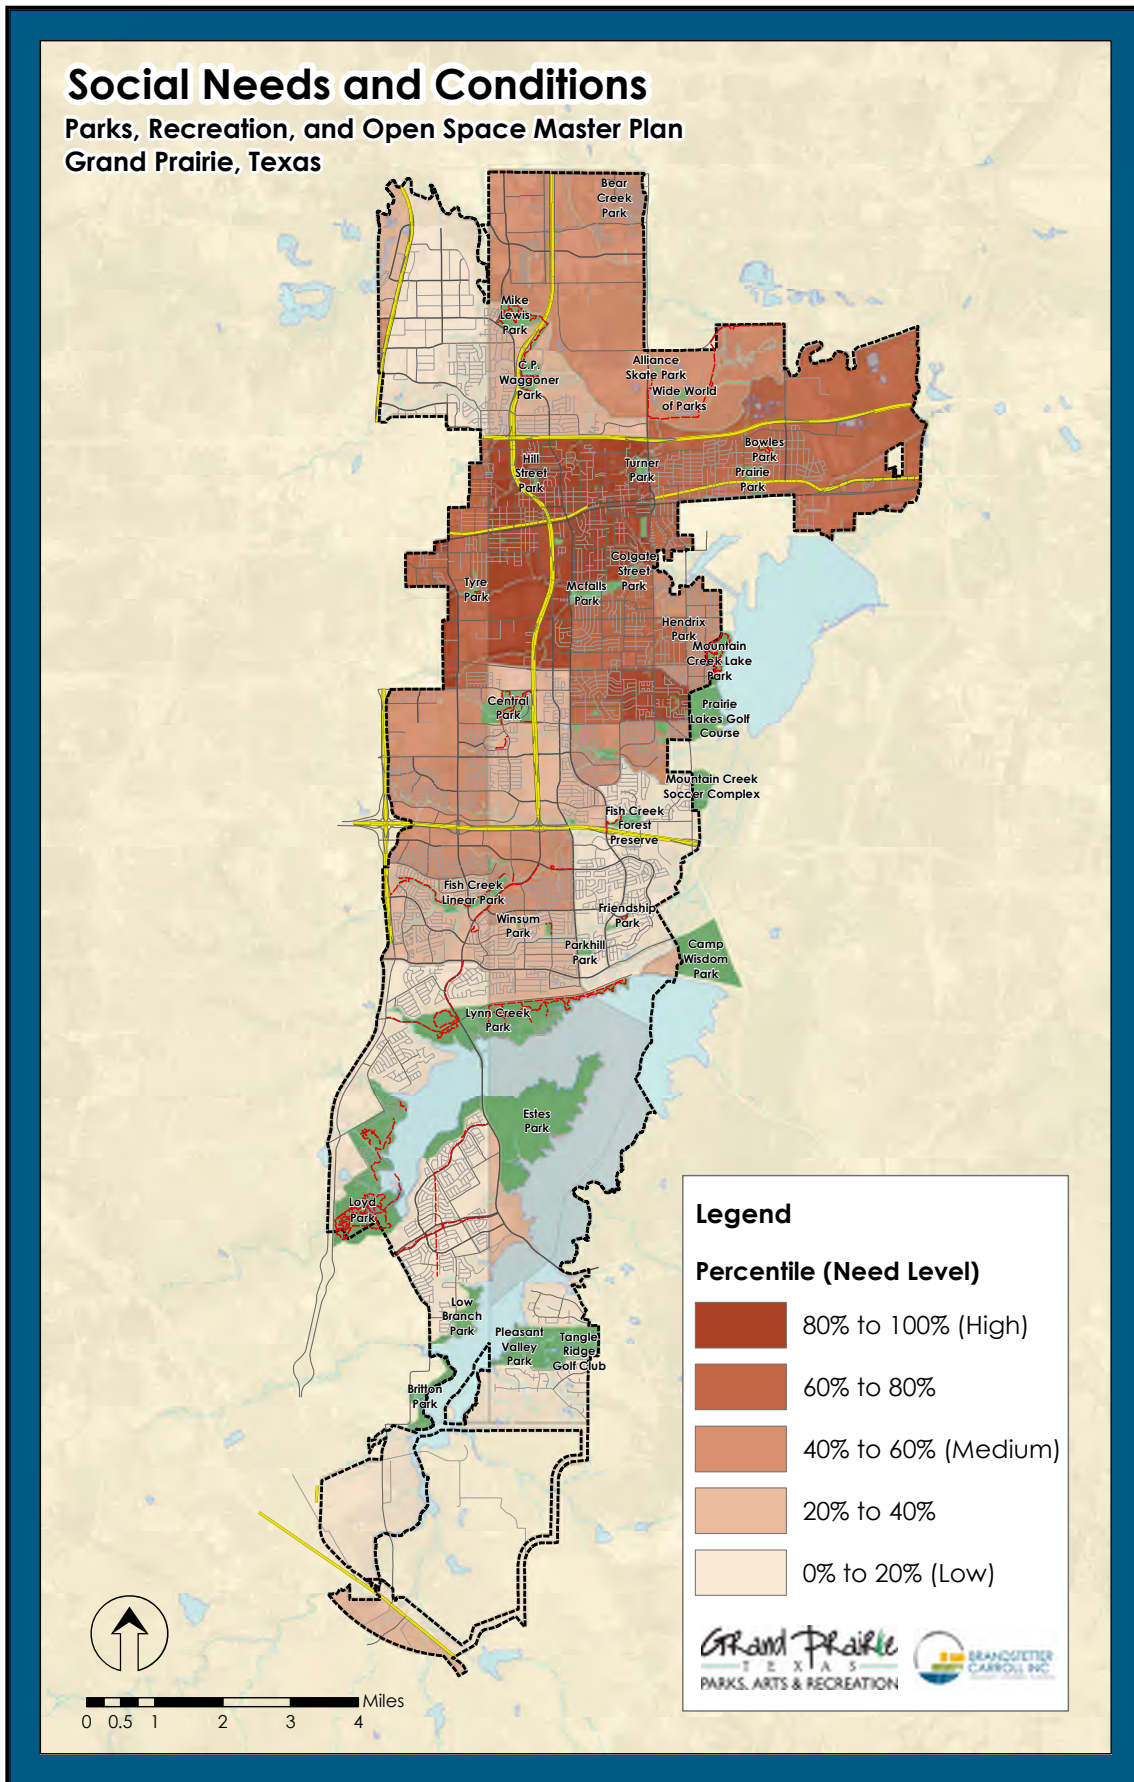 Social Needs and Conditions
Parks, Recreation, and Open Space Master Plan
Grand Prairie, Texas
Bear
Creek
Park
Mike
Lewis
Park
C.P.
Waggoner
Park
Alliance
Skate Park
Wide World
of Parks
Hill
Street
Park
Turner
Park
Bowles
Park
Prairie
Park
Tyre
Park
Mcfalls
Park
Colgate
Street
Park
Hendrix
Park
Mountain
Creek Lake
Park
Central
Park
Prairie
Lakes Golf
Course
Mountain Creek
Soccer Complex
Fish Creek
Forest
Preserve
Fish Creek
Linear Park
Winsum
Park
Friendship
Park
Parkhill
Park
Camp
Wisdom
Park
Lynn Creek
Park
Estes
Park
Loyd
Park
Low
Branch
Park
Pleasant
Valley
Park
Tangle
Ridge
Golf Club
Britton
Park
Legend
Percentile (Need Level)
80% to 100% (High)
60% to 80%
40% to 60% (Medium)
20% to 40%
0% to 20% (Low)
Grand Prairie
TEXAS
PARKS, ARTS & RECREATION
BRANDSTETTER
CARROLL INC
Miles
0 0.5 1 2 3 4